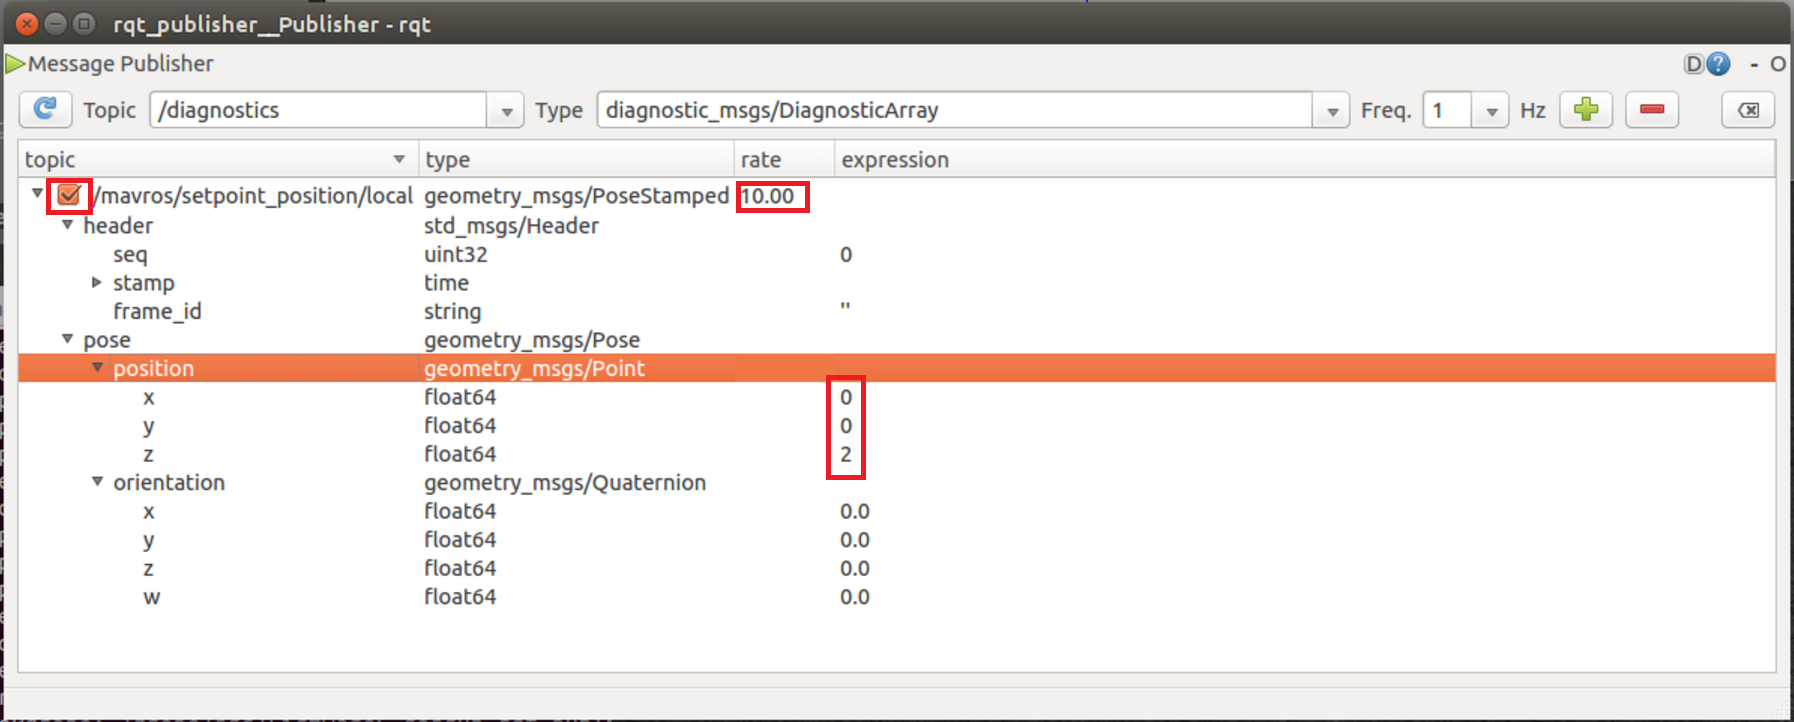 rqt_publisher__Publisher - rqt
Message Publisher D ? - O
Topic /diagnostics Type diagnostic_msgs/DiagnosticArray Freq. 1 Hz
topic type rate expression
/mavros/setpoint_position/local geometry_msgs/PoseStamped 10.00
header std_msgs/Header
seq uint32 0
stamp time
frame_id string ''
pose geometry_msgs/Pose
position geometry_msgs/Point
x float64 0
y float64 0
z float64 2
orientation geometry_msgs/Quaternion
x float64 0.0
y float64 0.0
z float64 0.0
w float64 0.0